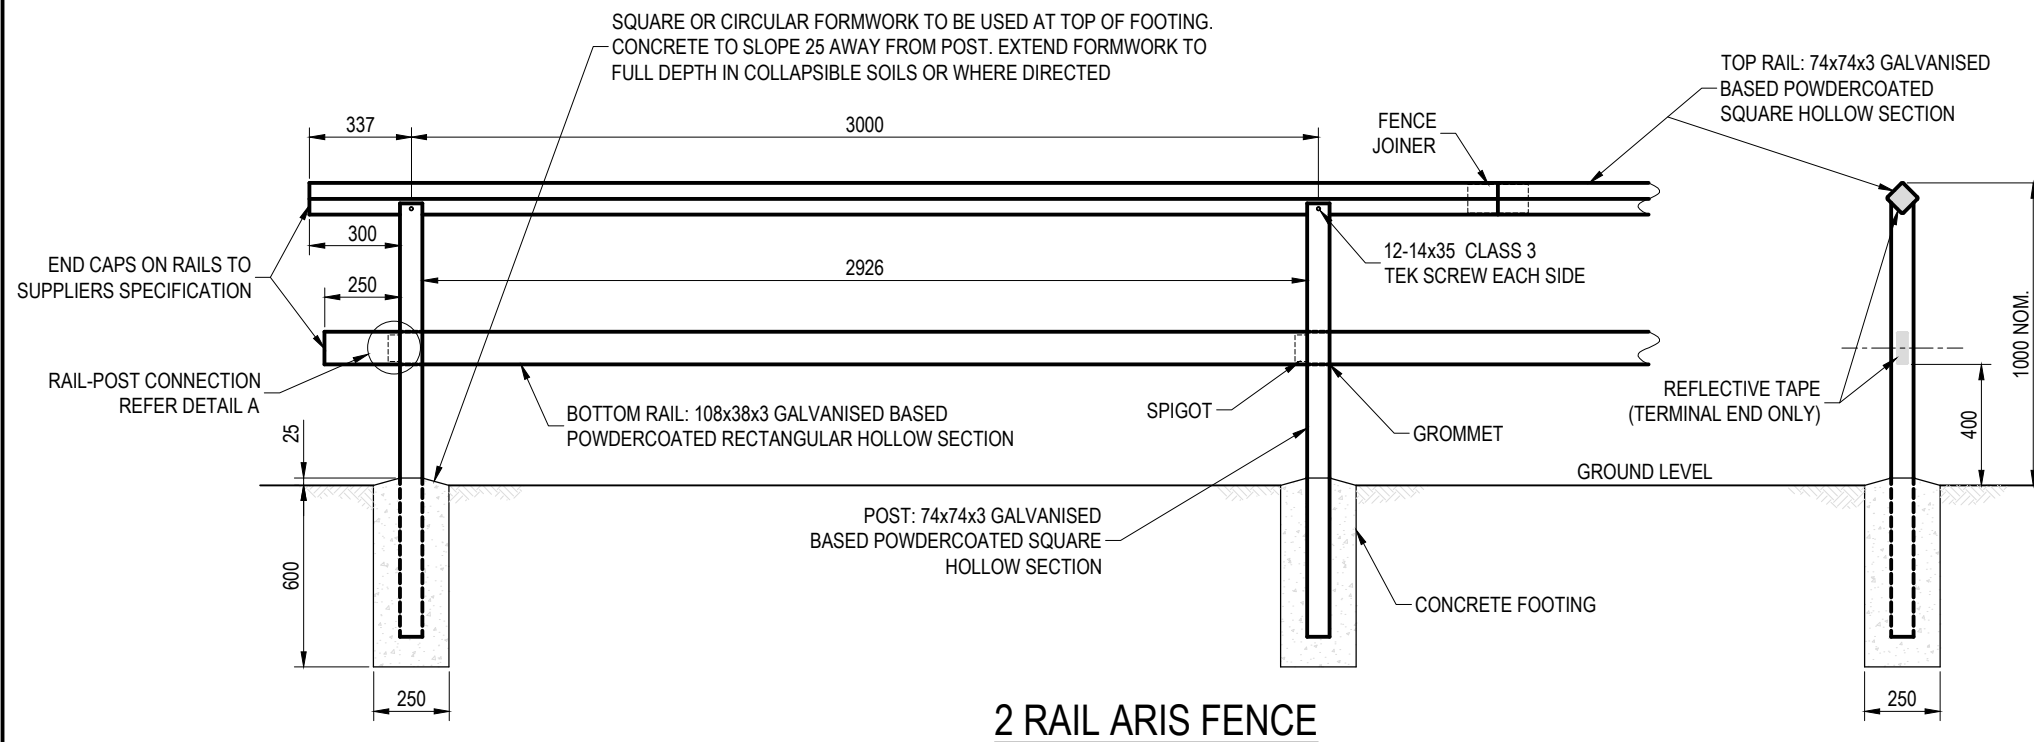 SQUARE OR CIRCULAR FORMWORK TO BE USED AT TOP OF FOOTING.
CONCRETE TO SLOPE 25 AWAY FROM POST. EXTEND FORMWORK TO
FULL DEPTH IN COLLAPSIBLE SOILS OR WHERE DIRECTED
TOP RAIL: 74x74x3 GALVANISED
BASED POWDERCOATED
SQUARE HOLLOW SECTION
337
3000
FENCE
JOINER
300
END CAPS ON RAILS TO
SUPPLIERS SPECIFICATION
250
2926
12-14x35 CLASS 3
TEK SCREW EACH SIDE
1000 NOM.
RAIL-POST CONNECTION
REFER DETAIL A
BOTTOM RAIL: 108x38x3 GALVANISED BASED
POWDERCOATED RECTANGULAR HOLLOW SECTION
SPIGOT
GROMMET
REFLECTIVE TAPE
(TERMINAL END ONLY)
400
25
GROUND LEVEL
POST: 74x74x3 GALVANISED
BASED POWDERCOATED SQUARE
HOLLOW SECTION
600
CONCRETE FOOTING
250
250
2 RAIL ARIS FENCE